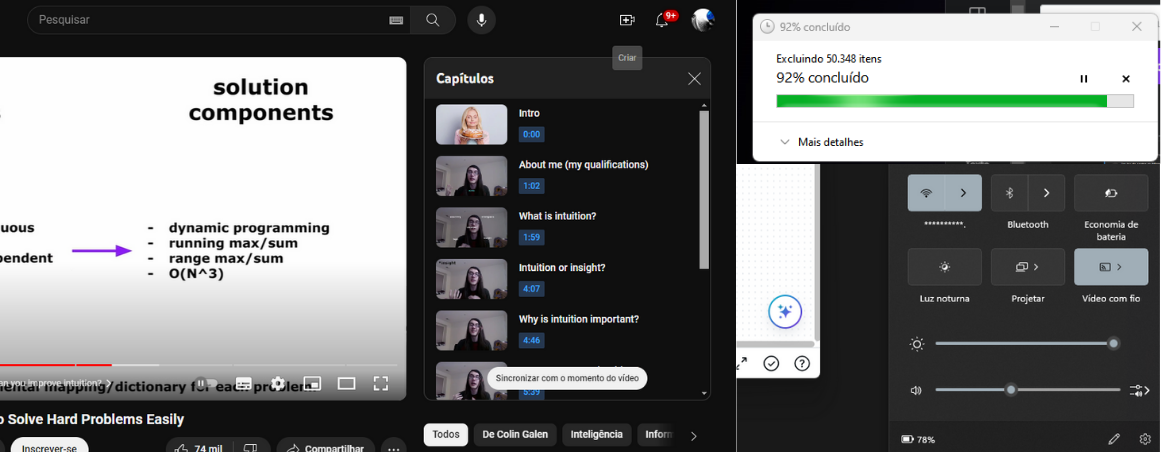 Pesquisar
9+
Criar
solution
components
uous
pendent
- dynamic programming
- running max/sum
- range max/sum
- O(N^3)
an you improve intuition?
mental mapping/dictionary for each problem
o Solve Hard Problems Easily
Inscrever-se
74 mil
Compartilhar
Capítulos
Intro
0:00
About me (my qualifications)
1:02
What is intuition?
1:59
Intuition or insight?
4:07
Why is intuition important?
4:46
5:39
Sincronizar com o momento do vídeo
Todos
De Colin Galen
Inteligência
Inform
92% concluído
Excluindo 50.348 itens
92% concluído
Mais detalhes
**********.
Bluetooth
Economia de
bateria
Luz noturna
Projetar
Vídeo com fio
78%